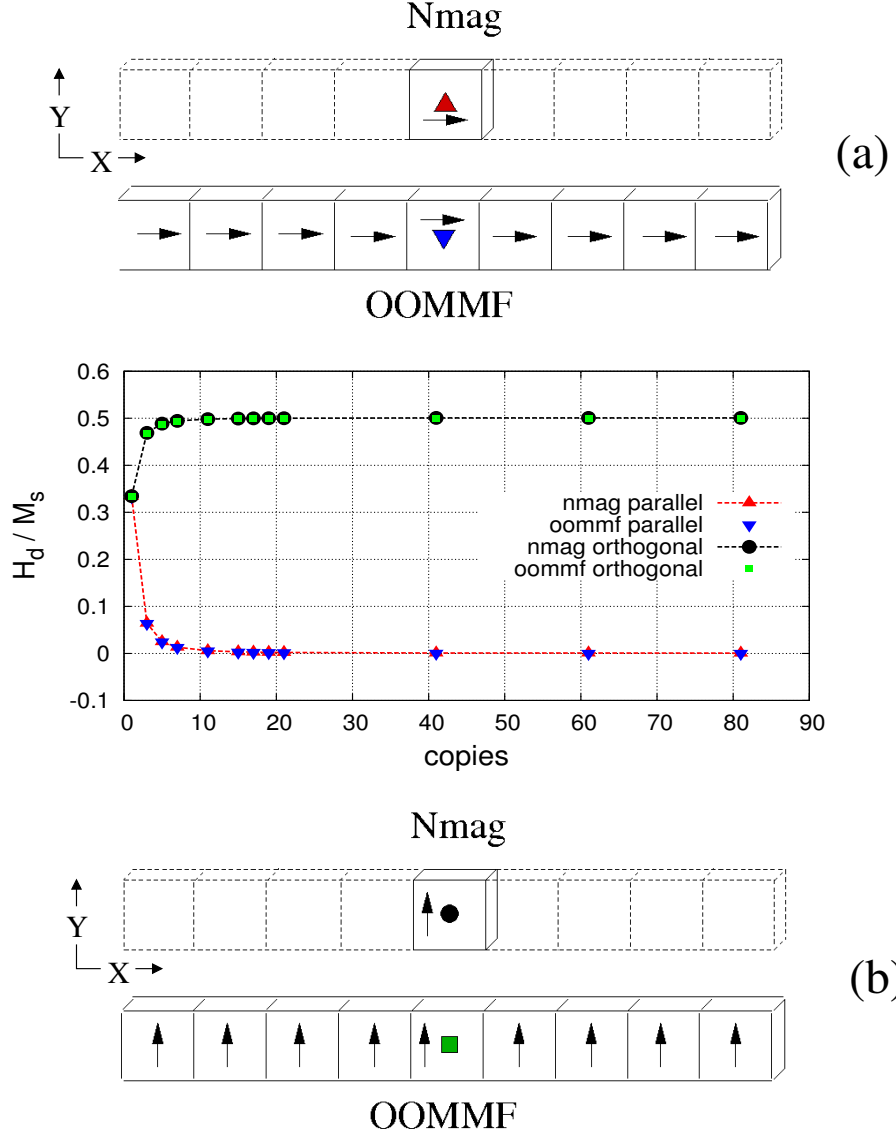 Nmag
Y
X
(a)
OOMMF
0.6
0.5
0.4
0.3
0.2
0.1
0
-0.1
H_d / M_s
nmag parallel
oommf parallel
nmag orthogonal
oommf orthogonal
0 10 20 30 40 50 60 70 80 90
copies
Nmag
Y
X
(b)
OOMMF